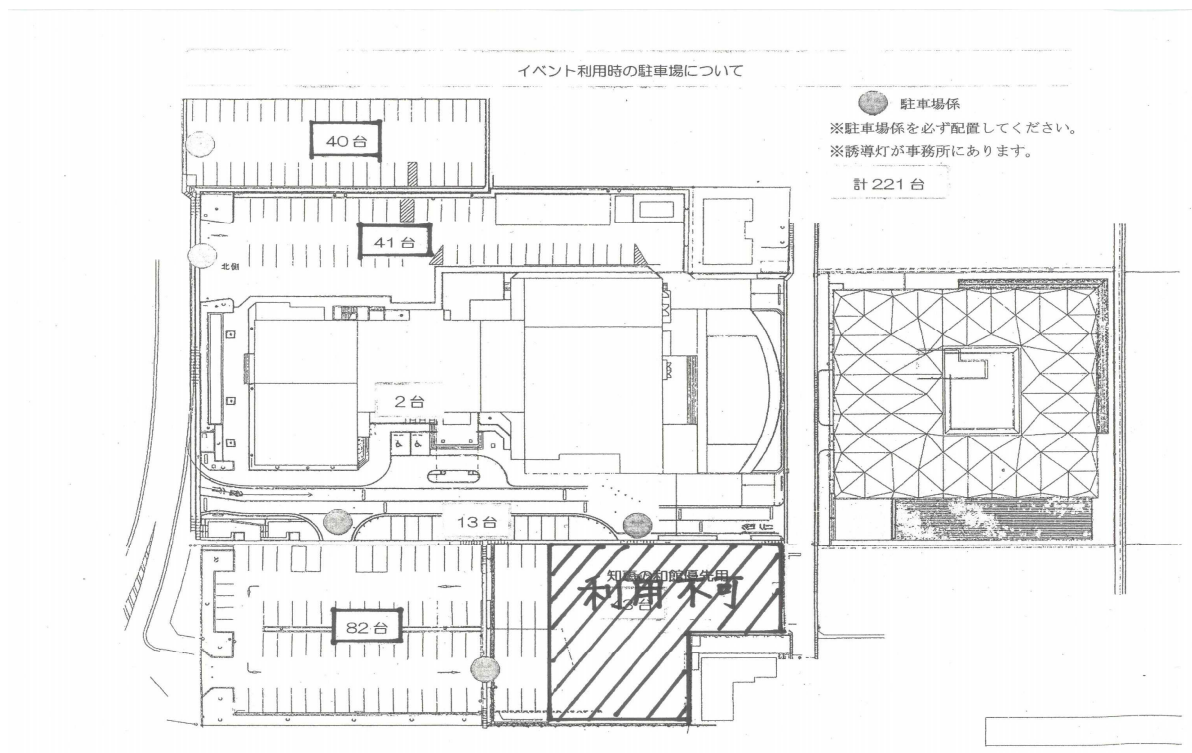 イベント利用時の駐車場について
駐車場係
※駐車場係を必ず配置してください。
※誘導灯が事務所にあります。
計221台
40台
41台
北側
2台
13台
利用不可
82台